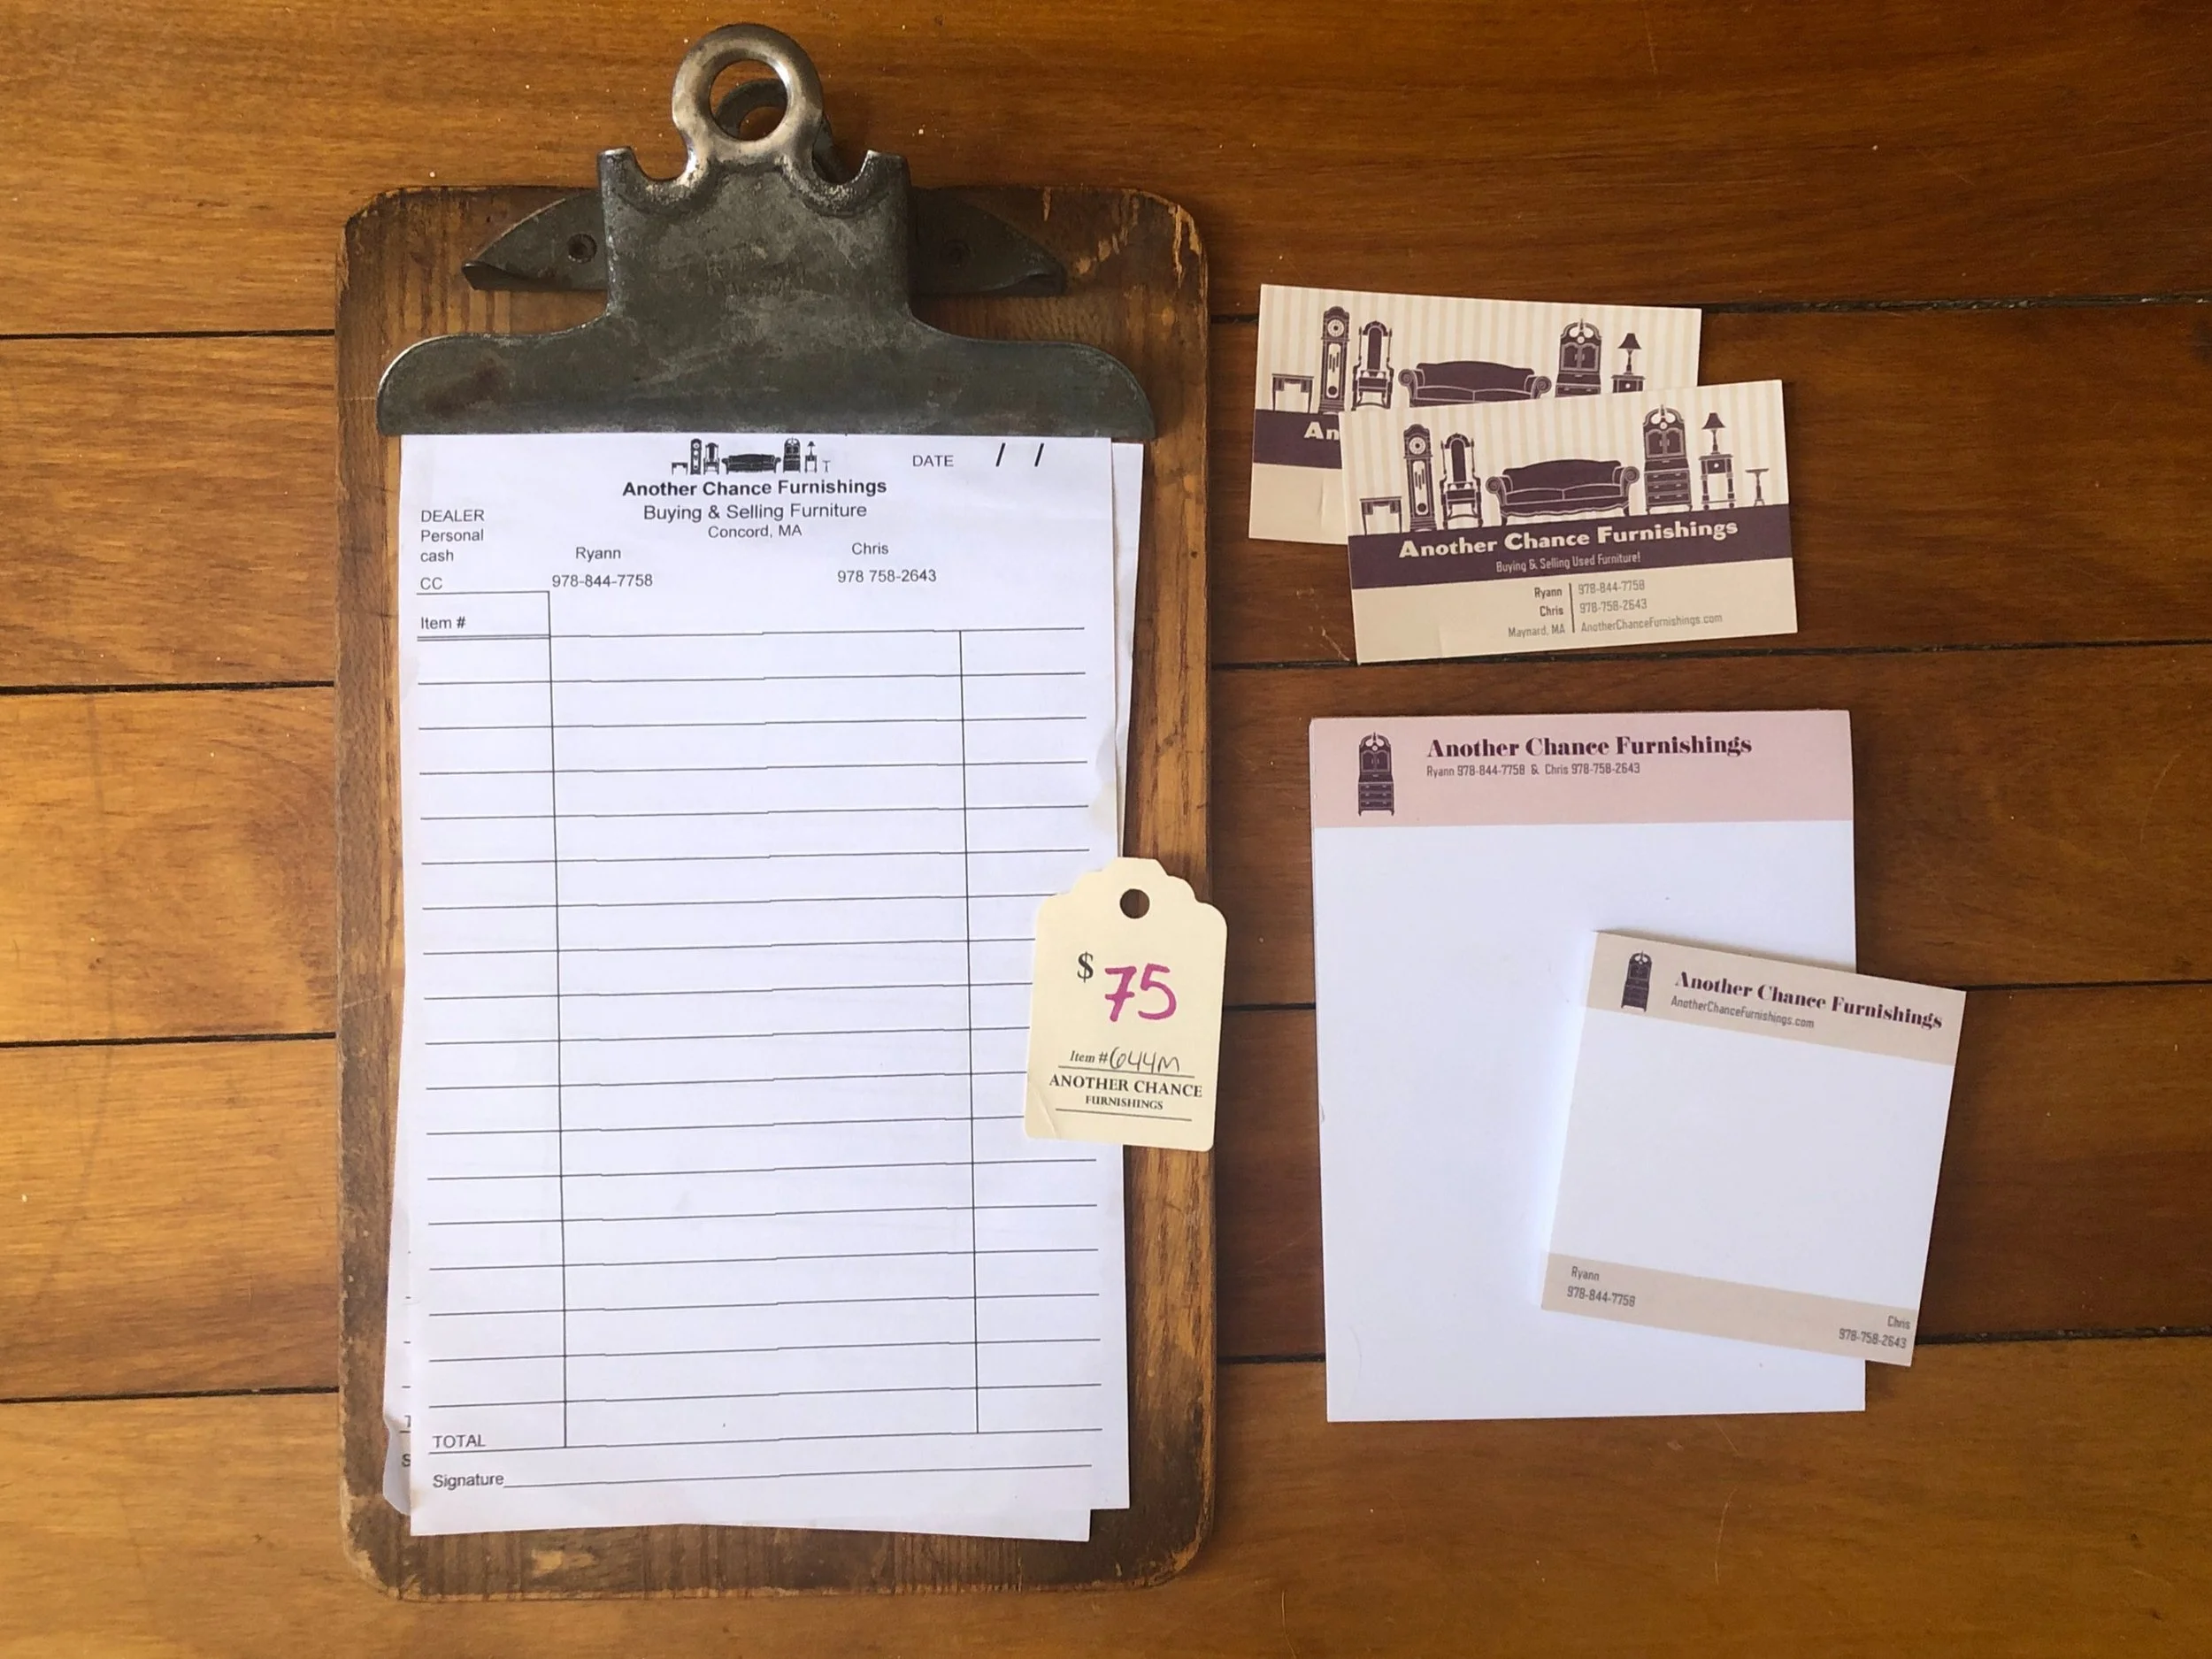 DATE / /
Another Chance Furnishings
Buying & Selling Furniture
Concord, MA
DEALER
Personal
cash
CC
Ryann
978-844-7758
Chris
978 758-2643
Item #
TOTAL
Signature
$ 75
Item # 644M
ANOTHER CHANCE
FURNISHINGS
An
Another Chance Furnishings
Buying & Selling Used Furniture!
Ryann 978-844-7758
Chris 978-758-2643
Maynard, MA AnotherChanceFurnishings.com
Another Chance Furnishings
Ryann 978-844-7758 & Chris 978-758-2643
Another Chance Furnishings
AnotherChanceFurnishings.com
Ryann
978-844-7758
Chris
978-758-2643